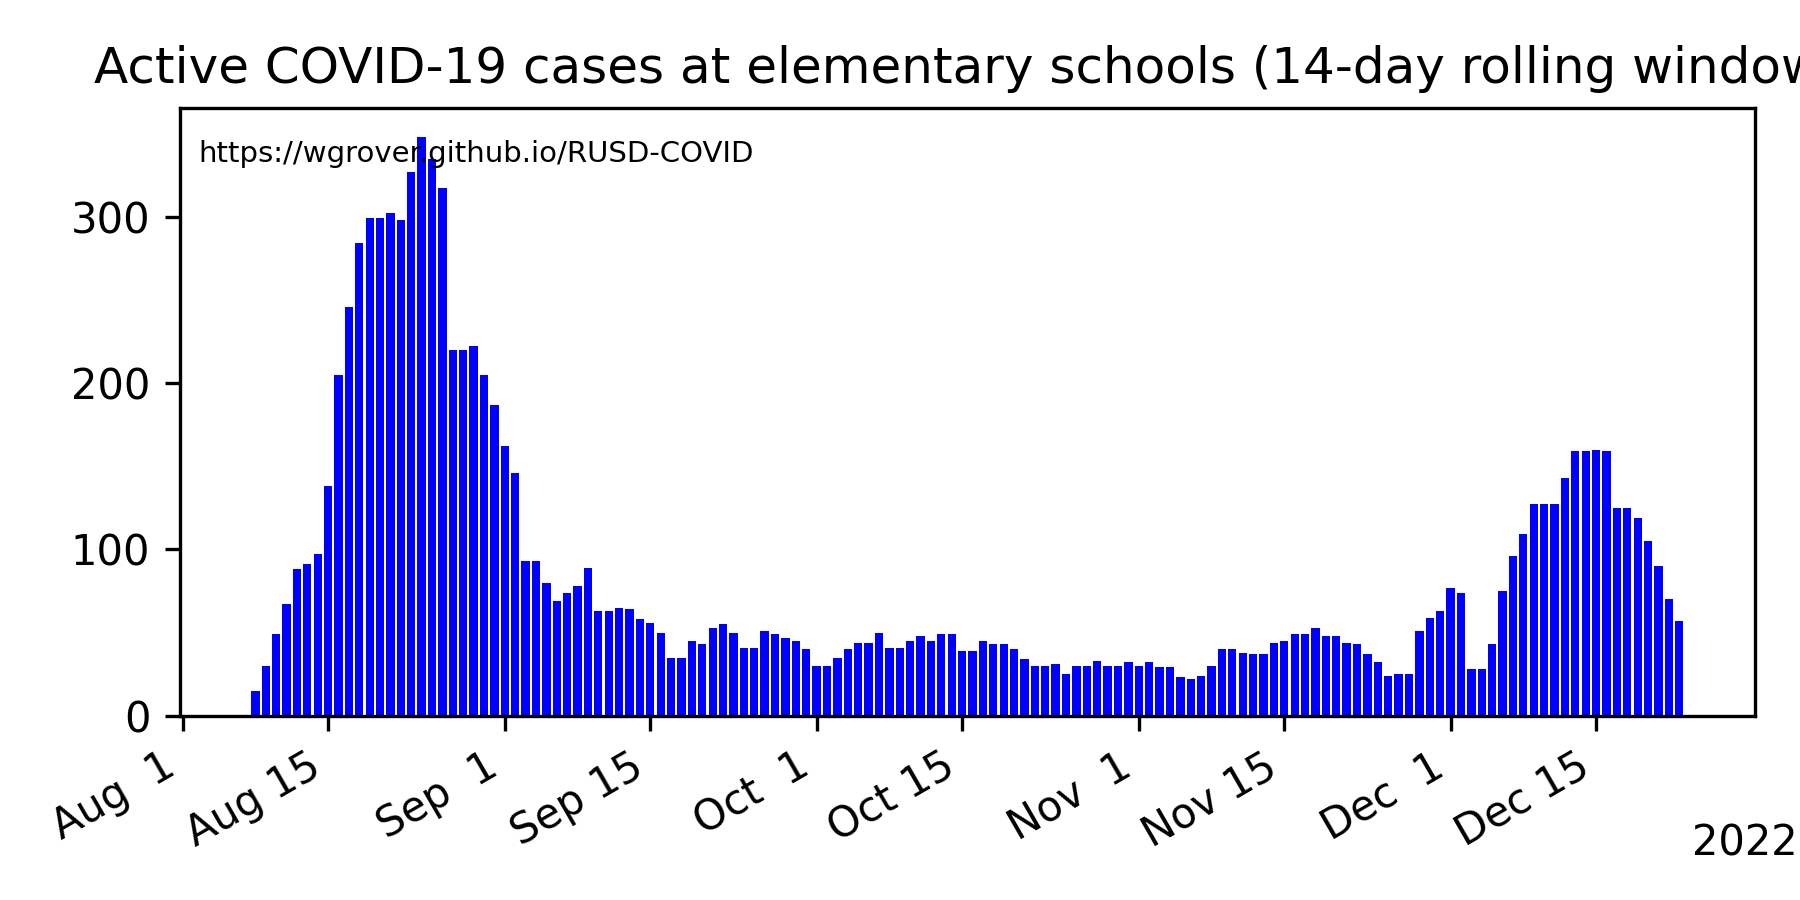 Active COVID-19 cases at elementary schools (14-day rolling window
https://wgrover.github.io/RUSD-COVID
300
200
100
0
Aug 1
Aug 15
Sep 1
Sep 15
Oct 1
Oct 15
Nov 1
Nov 15
Dec 1
Dec 15
2022